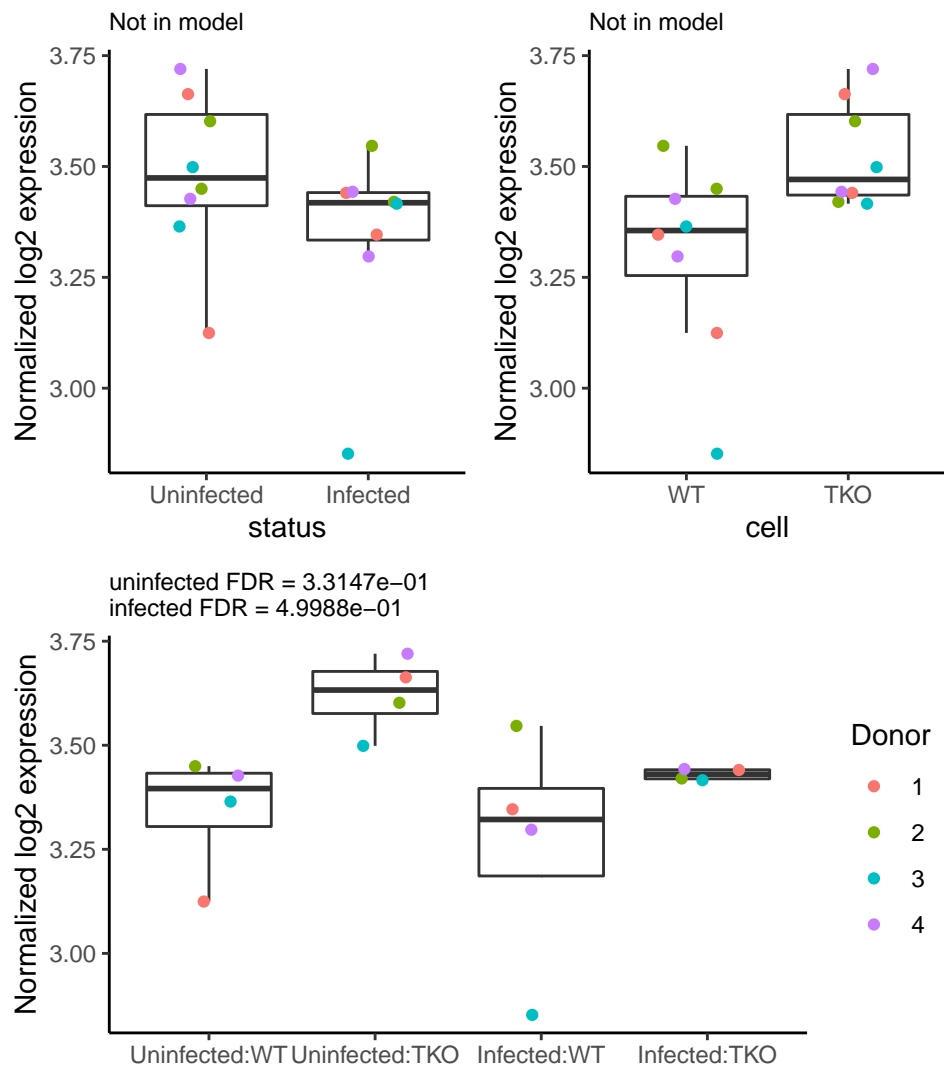 Not in model
3.75
3.50
3.25
3.00
Normalized log2 expression
Uninfected
Infected
status
Not in model
3.75
3.50
3.25
3.00
Normalized log2 expression
WT
TKO
cell
uninfected FDR = 3.3147e−01
infected FDR = 4.9988e−01
3.75
3.50
3.25
3.00
Normalized log2 expression
Uninfected:WT
Uninfected:TKO
Infected:WT
Infected:TKO
Donor
1
2
3
4